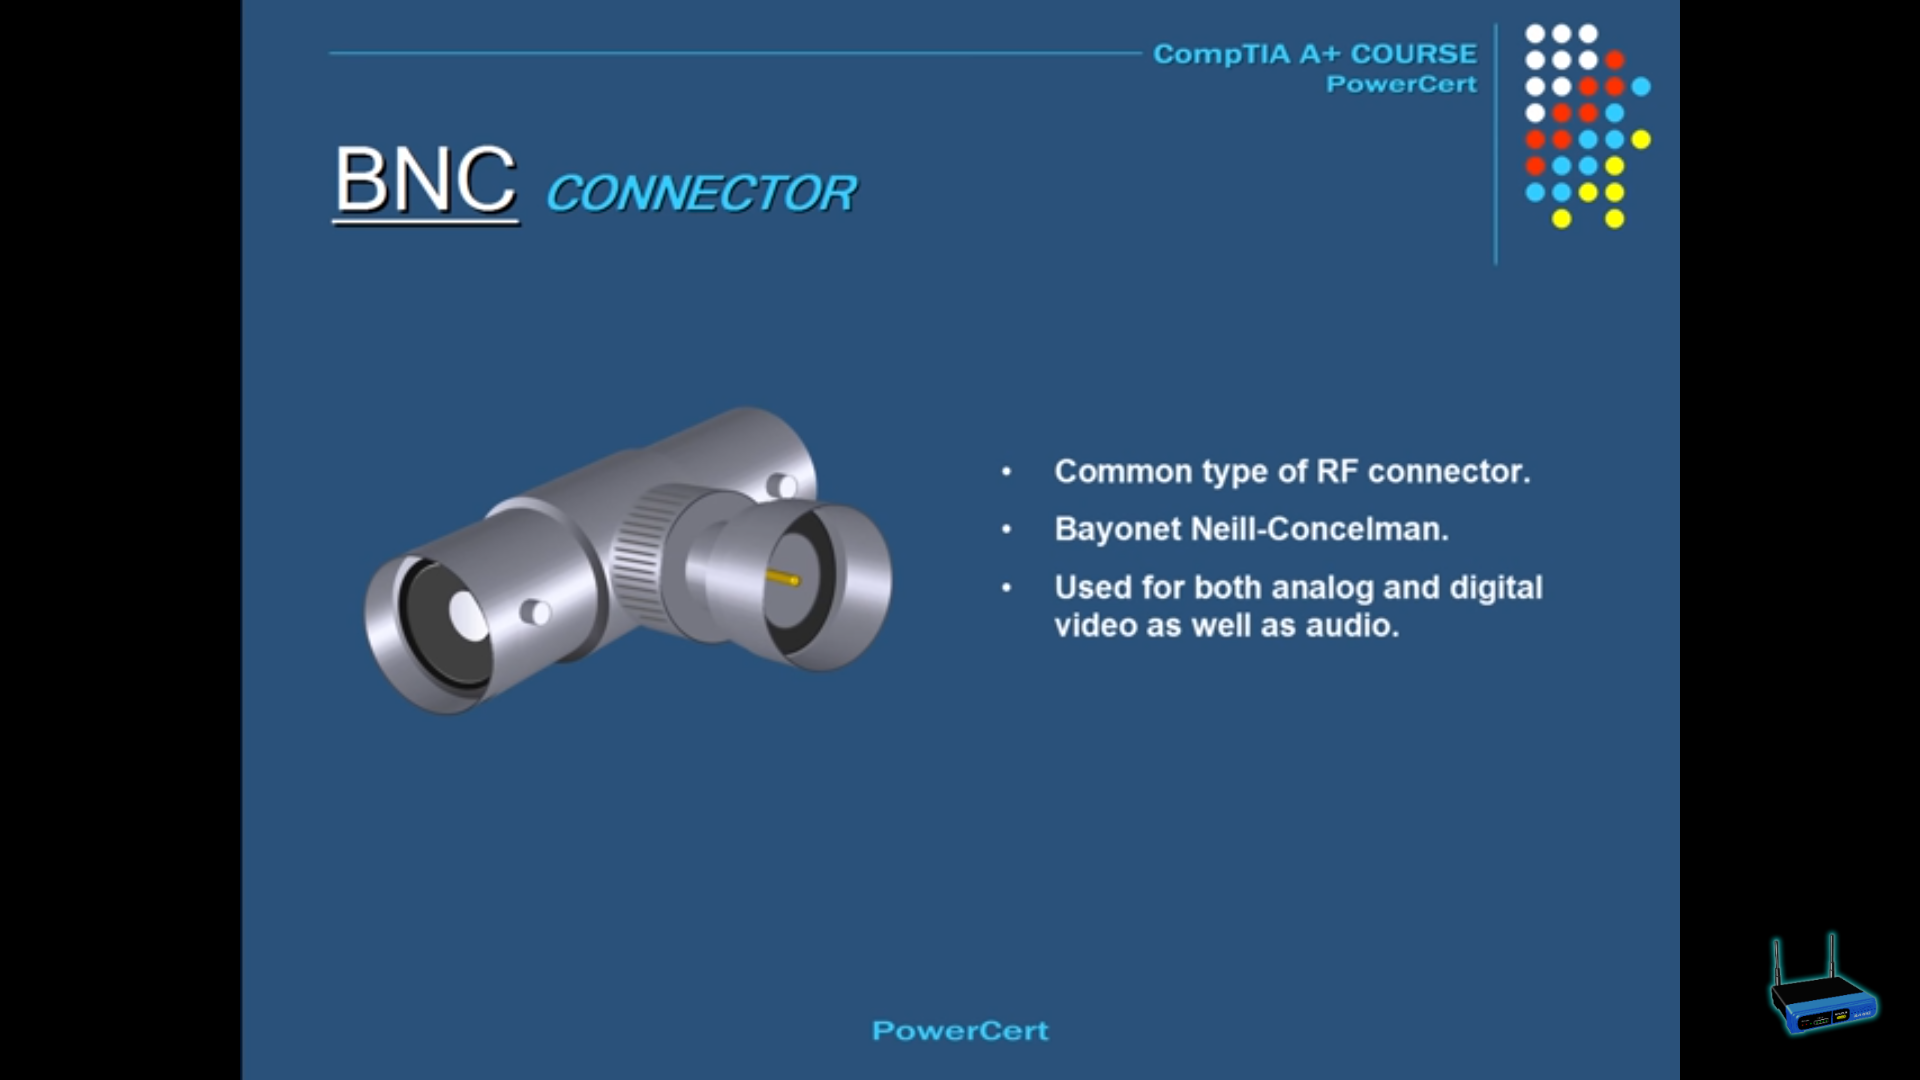 CompTIA A+ COURSE
PowerCert
BNC CONNECTOR
• Common type of RF connector.
• Bayonet Neill-Concelman.
• Used for both analog and digital
video as well as audio.
PowerCert